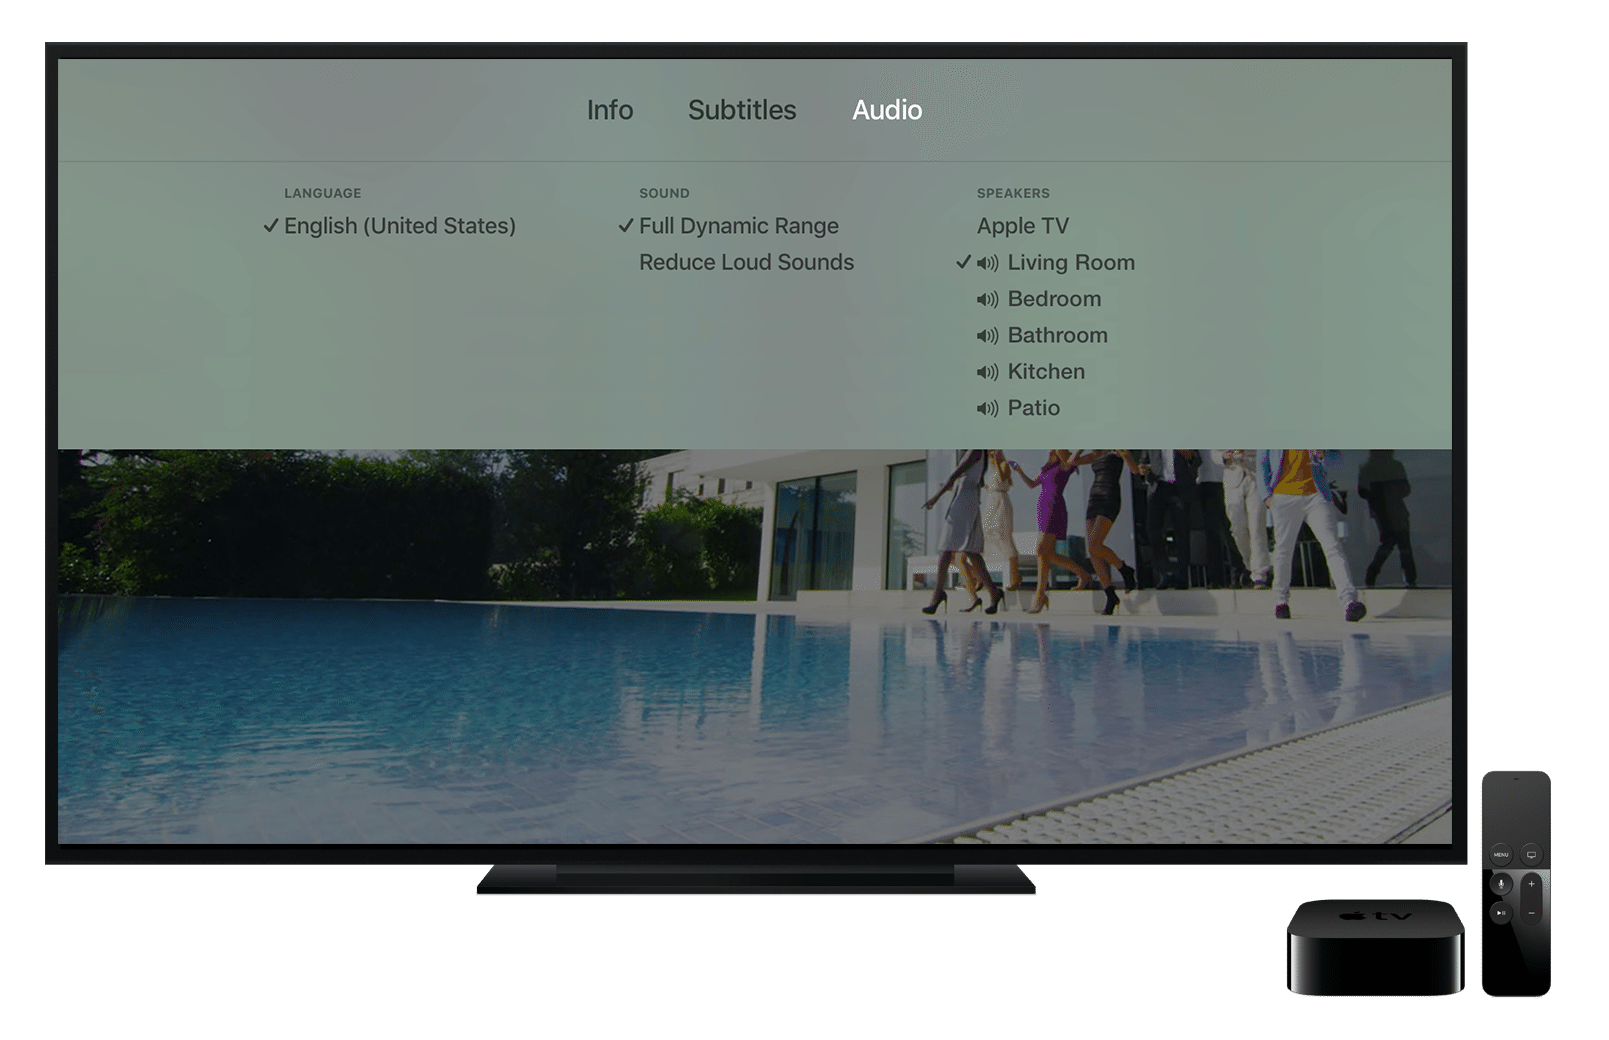 Info Subtitles Audio
LANGUAGE
✓ English (United States)
SOUND
✓ Full Dynamic Range
Reduce Loud Sounds
SPEAKERS
Apple TV
✓ Living Room
Bedroom
Bathroom
Kitchen
Patio
tv
MENU